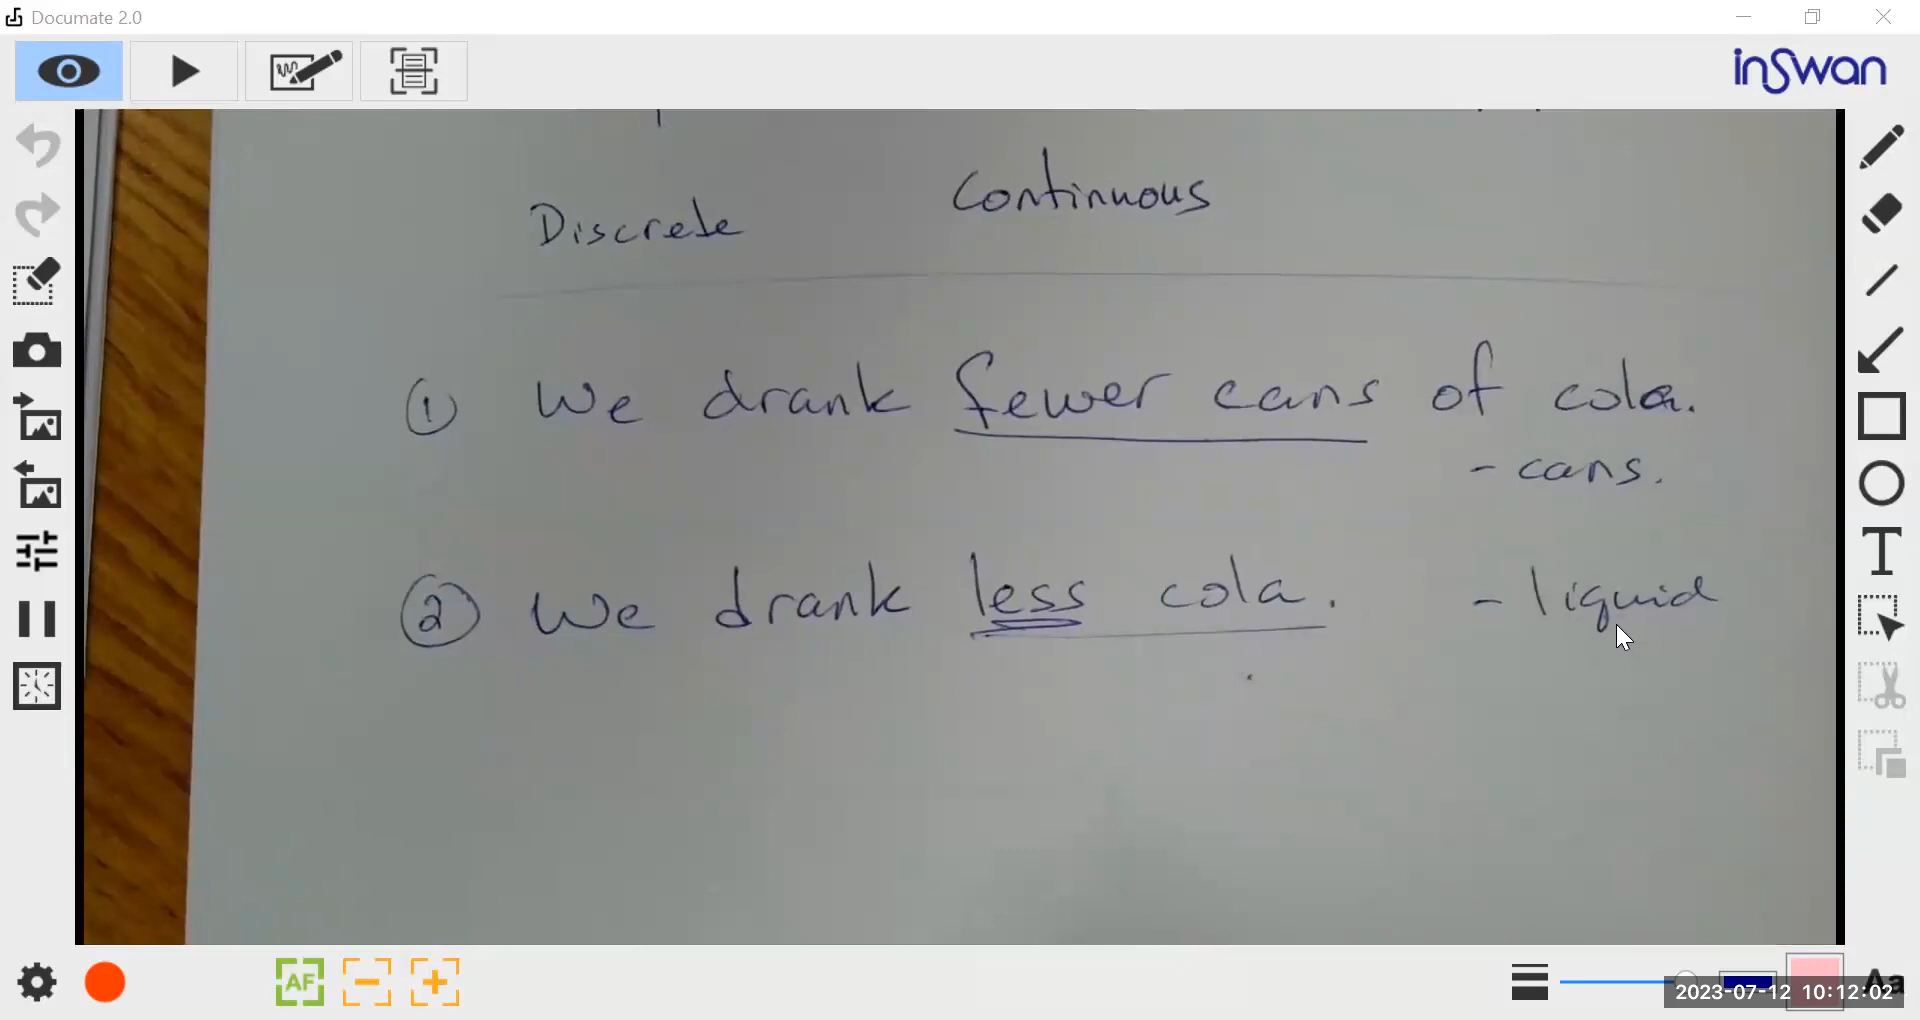 Documate 2.0
inSwan
Discrete Continuous
① We drank fewer cans of cola.
- cans.
② We drank less cola. - liquid
AF
T
Aa
2023-07-12 10:12:02